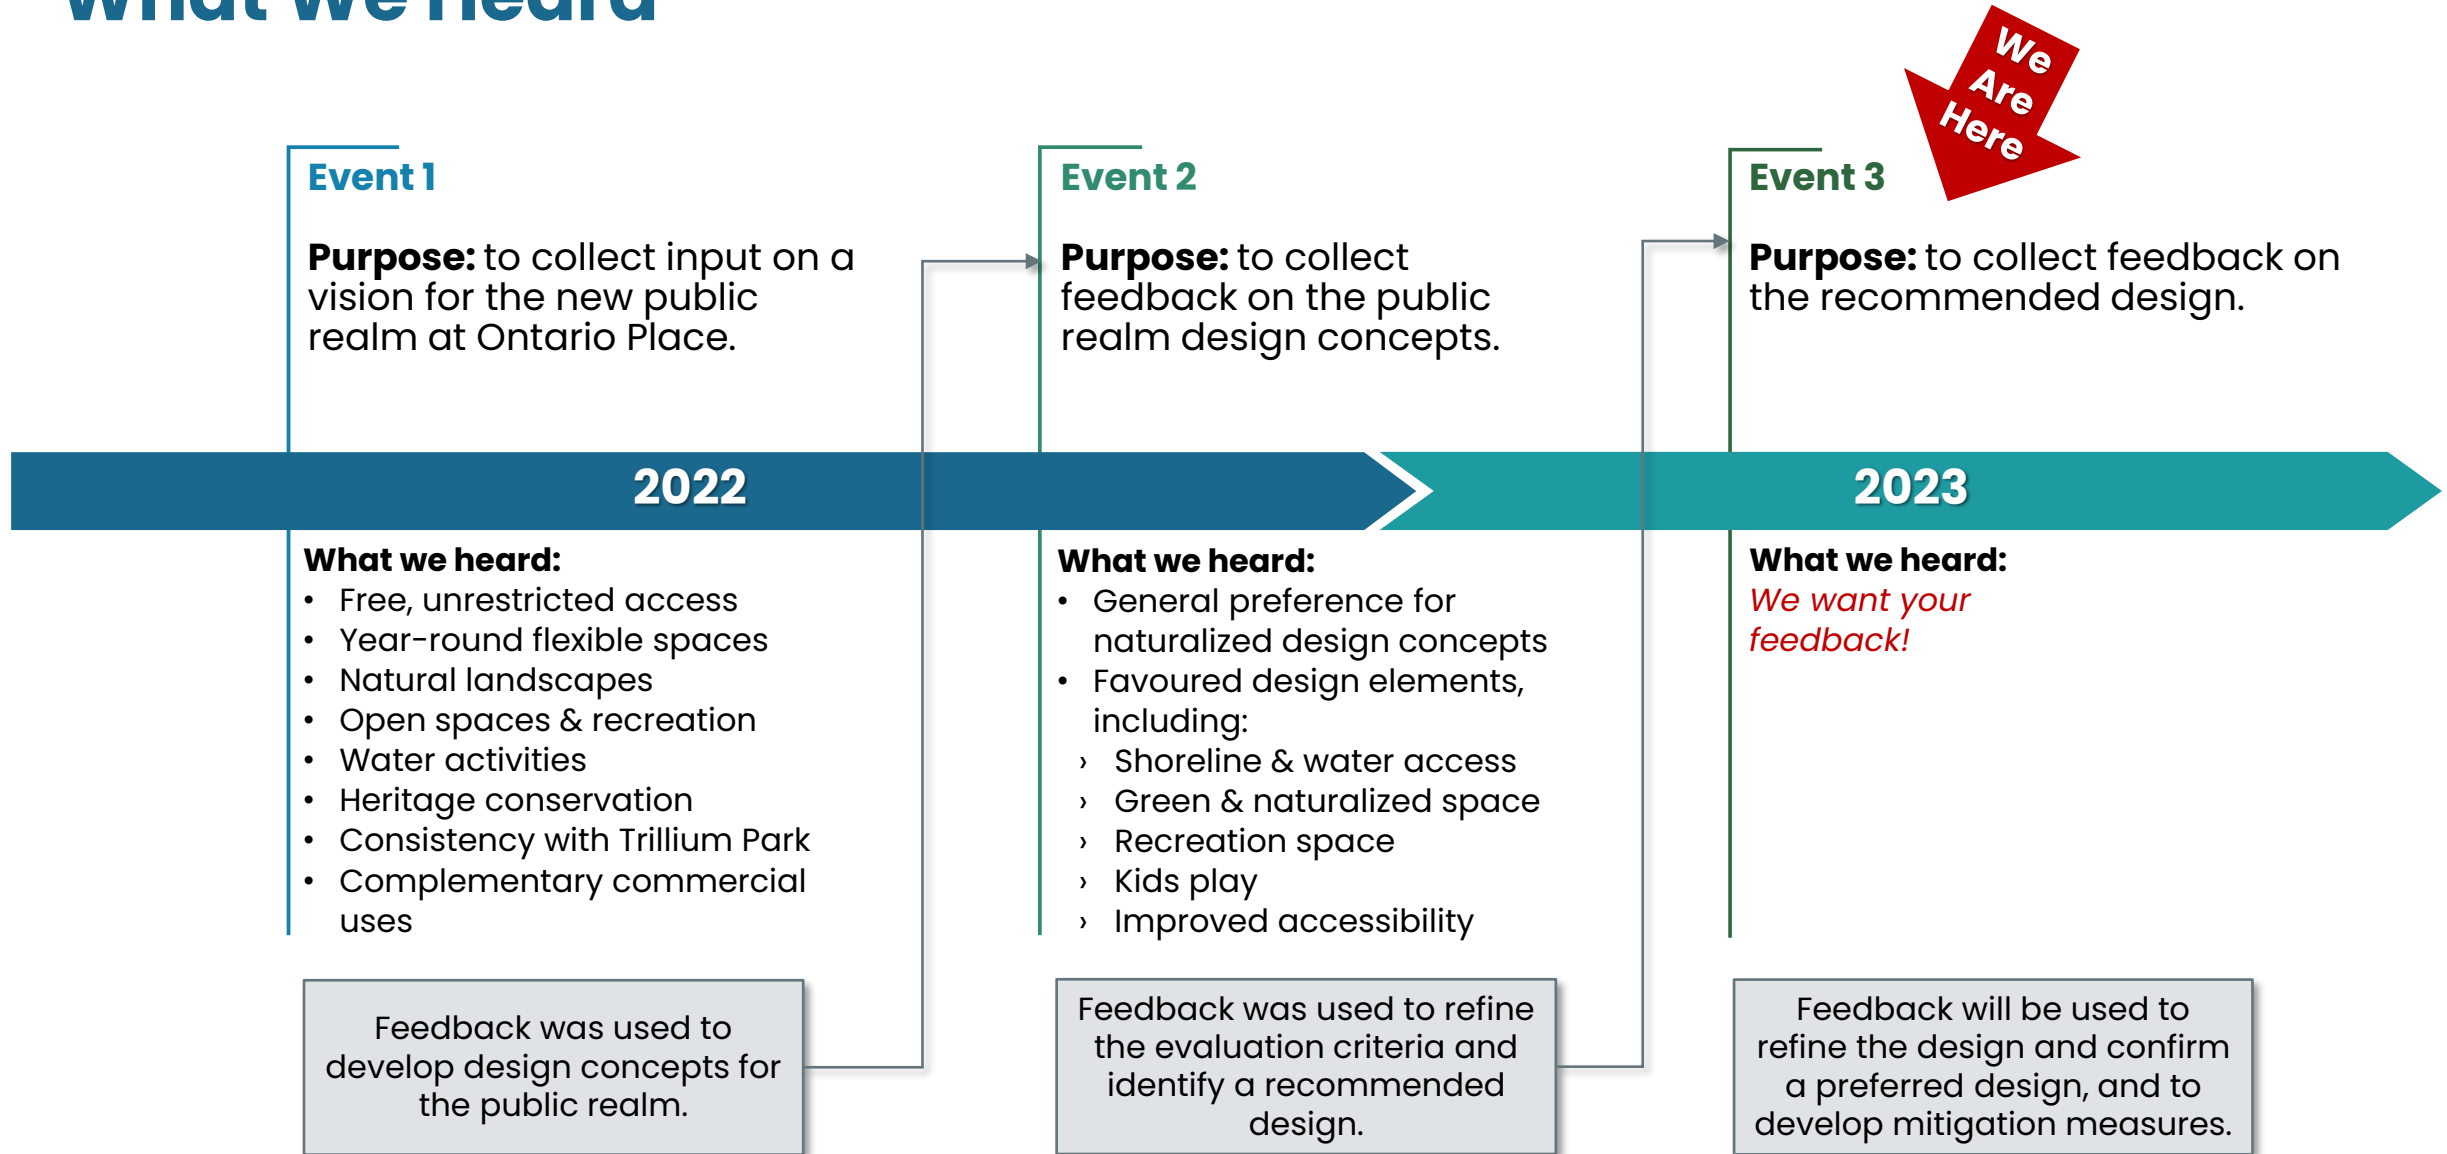 What We Heard
We
Are
Here
Event 1
Purpose: to collect input on a
vision for the new public
realm at Ontario Place.
Event 2
Purpose: to collect
feedback on the public
realm design concepts.
Event 3
Purpose: to collect feedback on
the recommended design.
2022
2023
What we heard:
• Free, unrestricted access
• Year-round flexible spaces
• Natural landscapes
• Open spaces & recreation
• Water activities
• Heritage conservation
• Consistency with Trillium Park
• Complementary commercial
uses
What we heard:
• General preference for
naturalized design concepts
• Favoured design elements,
including:
› Shoreline & water access
› Green & naturalized space
› Recreation space
› Kids play
› Improved accessibility
What we heard:
We want your
feedback!
Feedback was used to
develop design concepts for
the public realm.
Feedback was used to refine
the evaluation criteria and
identify a recommended
design.
Feedback will be used to
refine the design and confirm
a preferred design, and to
develop mitigation measures.